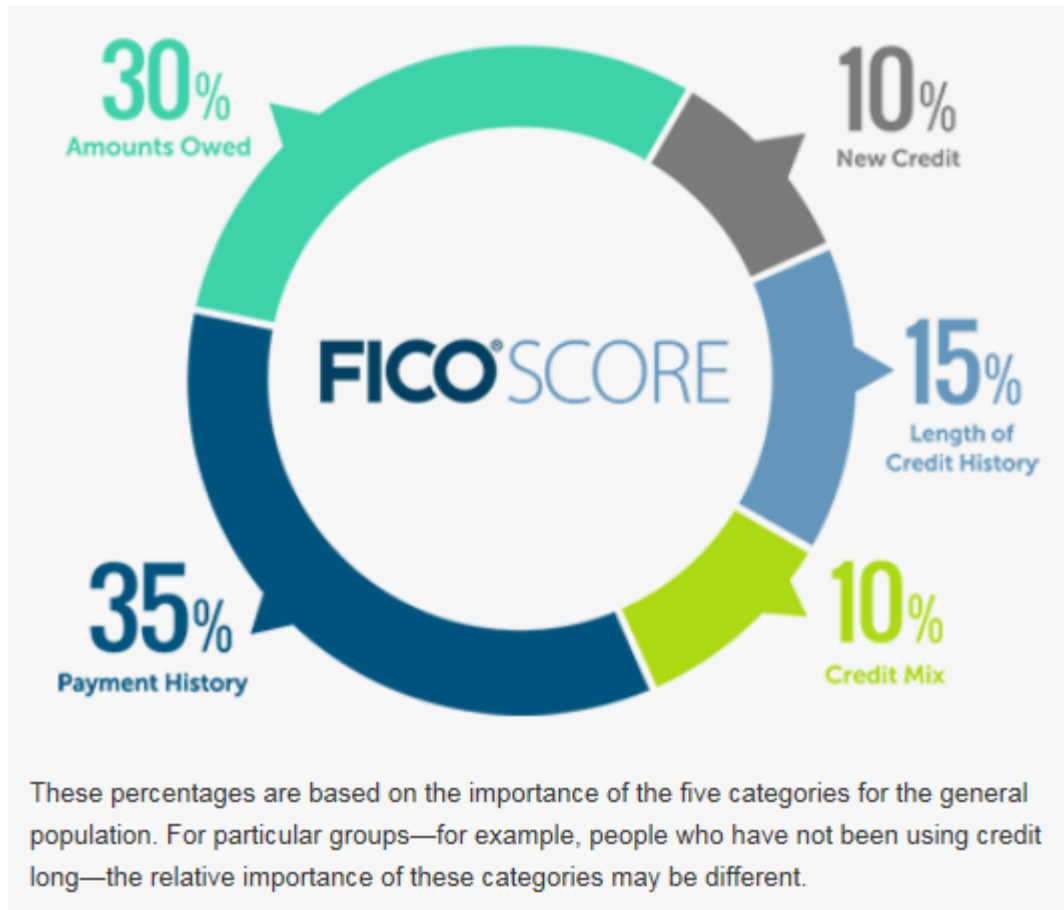 30%
Amounts Owed
10%
New Credit
FICO® SCORE
15%
Length of
Credit History
35%
Payment History
10%
Credit Mix
These percentages are based on the importance of the five categories for the general
population. For particular groups—for example, people who have not been using credit
long—the relative importance of these categories may be different.